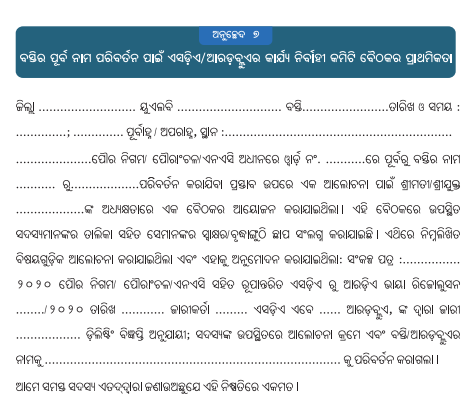 ଅନୁଚ୍ଛେଦ ୭
ବସ୍ତିର ପୂର୍ବ ନାମ ପରିବର୍ତନ ପାଇଁ ଏସଡ଼ିଏ/ଆରଡ଼ବ୍ଲୁଏର କାର୍ଯ୍ୟ ନିର୍ବାହୀ କମିଟି ବୈଠକର ପ୍ରାଥମିକତା
ଜିଲ୍ଲା ........................... ୟୁଏଲବି ............................. ବସ୍ତି........................ତାରିଖ ଓ ସମୟ :
..............; .............. ପୂର୍ବାହ୍ନ / ଅପରାହ୍ନ, ସ୍ଥାନ :...............................................................
.....................ପୌର ନିଗମ/ ପୌରାଂଚଳ/ଏନଏସି ଅଧୀନରେ ୱାର୍ଡ଼ ନଂ. ...........ରେ ପୂର୍ବରୁ ବସ୍ତିର ନାମ
........... ରୁ...................ପରିବର୍ତନ କରାଯିବା ପ୍ରସ୍ତାବ ଉପରେ ଏକ ଆଲୋଚନା ପାଇଁ ଶ୍ରୀମତୀ/ଶ୍ରୀଯୁକ୍ତ
...................ଙ୍କ ଅଧ୍ୟକ୍ଷତାରେ ଏକ ବୈଠକର ଆୟୋଜନ କରାଯାଇଥିଲା। ଏହି ବୈଠକରେ ଉପସ୍ଥିତ
ସଦସ୍ୟମାନଙ୍କର ତାଲିକା ସହିତ ସେମାନଙ୍କର ସ୍ୱାକ୍ଷର/ବୃଦ୍ଧାଙ୍ଗୁଠି ଛାପ ସଂଲଗ୍ନ କରାଯାଇଛି। ଏଥିରେ ନିମ୍ନଲିଖିତ
ବିଷୟଗୁଡ଼ିକ ଆଲୋଚନା କରାଯାଇଥିଲା ଏବଂ ଏହାକୁ ଅନୁମୋଦନ କରାଯାଇଥିଲା: ସଂକଳ୍ପ ପତ୍ର :................
୨୦୨୦ ପୌର ନିଗମ/ ପୌରାଂଚଳ/ଏନଏସି ସହିତ ରୂପାନ୍ତରିତ ଏସଡ଼ିଏ ରୁ ଆରଡ଼ିଏ ଭାୟା ରିଜୋଲୁସନ
......../୨୦୨୦ ତାରିଖ ............ ଜାରୀକର୍ତା ......... ଏସଡ଼ିଏ ଏବେ ...... ଆରଡ଼ବ୍ଲୁଏ, ଙ୍କ ଦ୍ୱାରା ଜାରୀ
.................. ଡ଼ିଲିଷ୍ଟିଂ ବିଜ୍ଞପ୍ତି ଅନୁଯାୟୀ; ସଦସ୍ୟଙ୍କ ଉପସ୍ଥିତରେ ଆଲୋଚନା କ୍ରମେ ଏବଂ ବସ୍ତି/ଆରଡ଼ବ୍ଲୁଏର
ନାମକୁ .................................................................................. କୁ ପରିବର୍ତନ କରାଗଲା।
ଆମେ ସମସ୍ତ ସଦସ୍ୟ ଏତଦ୍‌ଦ୍ୱାରା ଜଣାଉଅଛୁଯେ ଏହି ନିଷ୍ପତିରେ ଏକମତ।